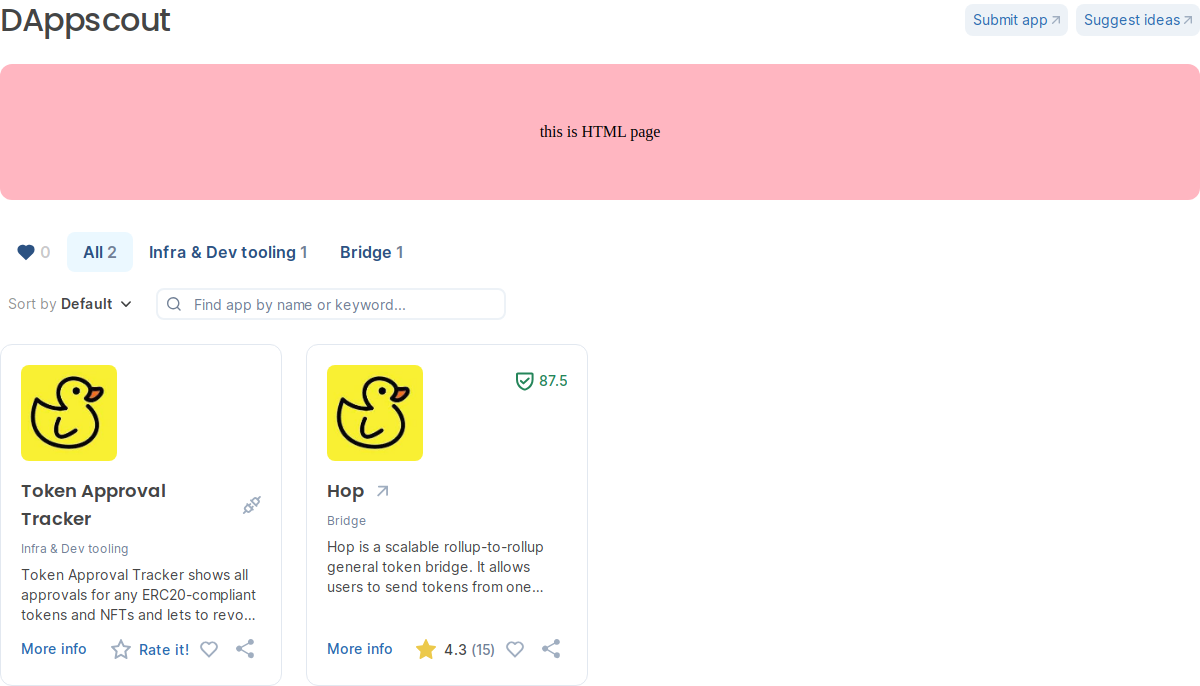 DAppscout
Submit app
Suggest ideas
this is HTML page
0
All 2
Infra & Dev tooling 1
Bridge 1
Sort by Default
Find app by name or keyword...
Token Approval
Tracker
Infra & Dev tooling
Token Approval Tracker shows all
approvals for any ERC20-compliant
tokens and NFTs and lets to revo...
More info
Rate it!
87.5
Hop
Bridge
Hop is a scalable rollup-to-rollup
general token bridge. It allows
users to send tokens from one...
More info
4.3 (15)